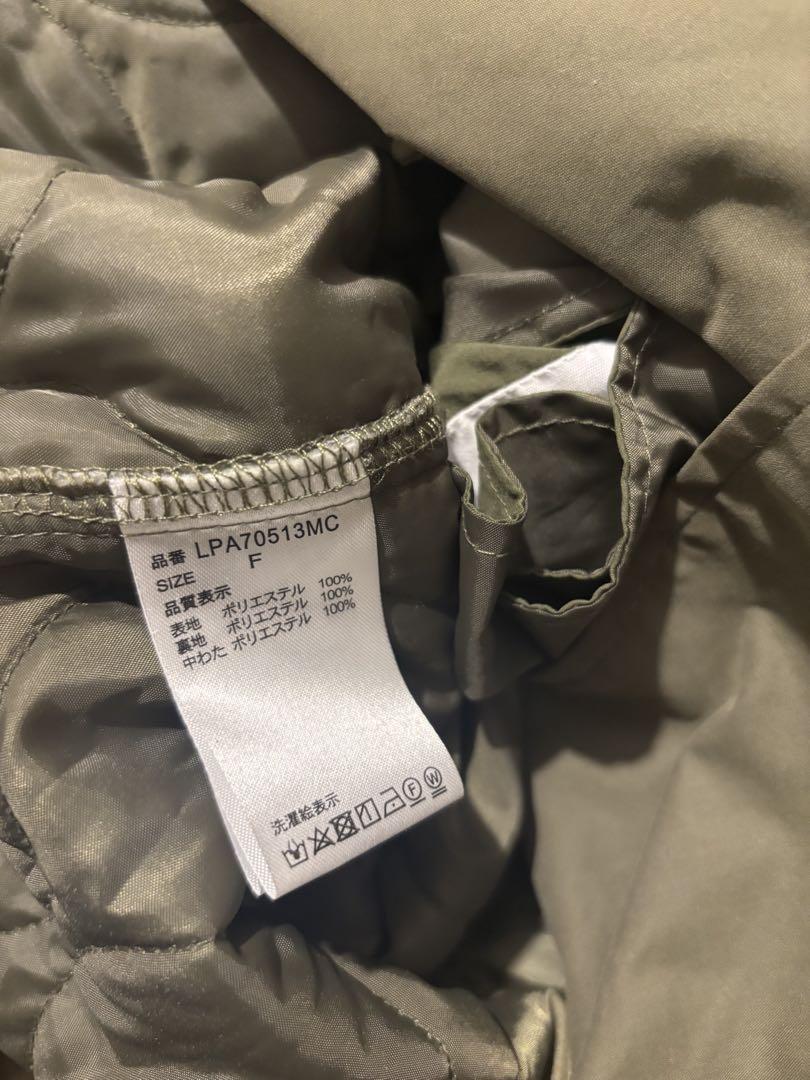 品番 LPA70513MC
SIZE F
品質表示
表地 ポリエステル 100%
裏地 ポリエステル 100%
中わた ポリエステル 100%
洗濯絵表示
F W